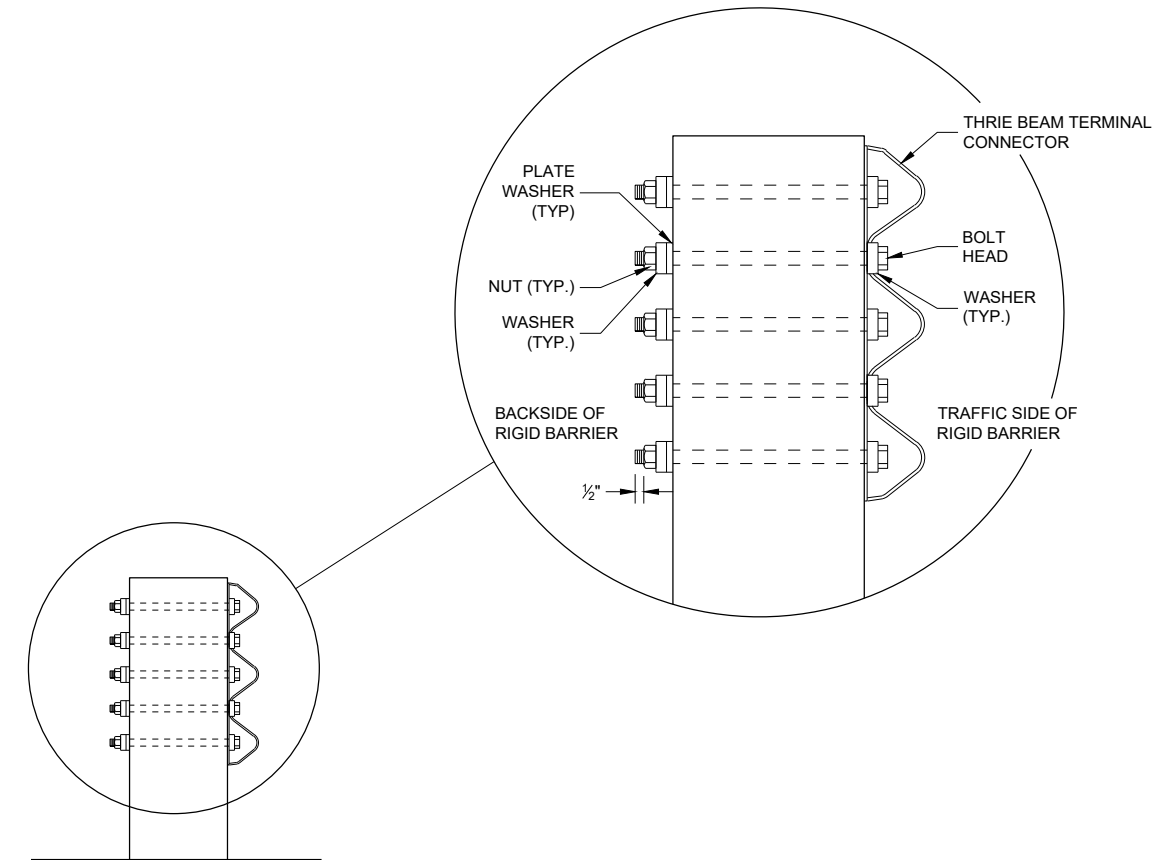 THRIE BEAM TERMINAL
CONNECTOR
PLATE
WASHER
(TYP)
BOLT
HEAD
NUT (TYP.)
WASHER
(TYP.)
WASHER
(TYP.)
BACKSIDE OF
RIGID BARRIER
TRAFFIC SIDE OF
RIGID BARRIER
½"